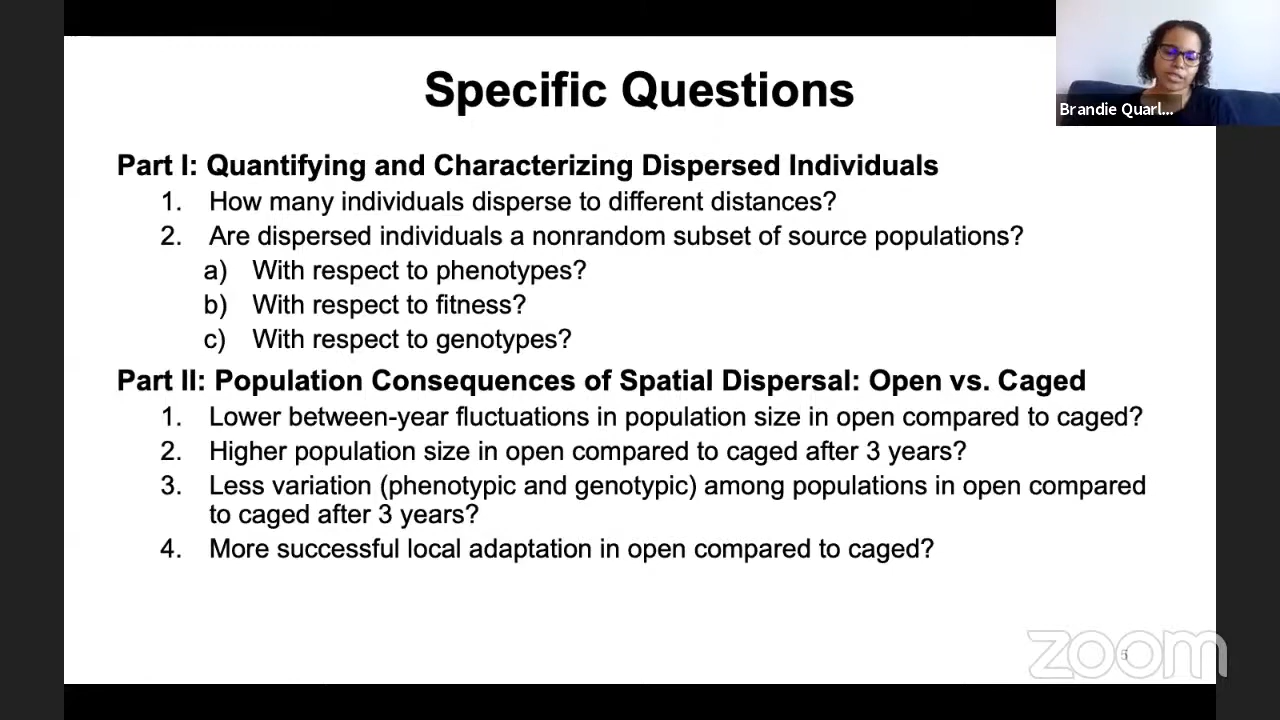 Specific Questions
Brandie Quarl...
Part I: Quantifying and Characterizing Dispersed Individuals
1. How many individuals disperse to different distances?
2. Are dispersed individuals a nonrandom subset of source populations?
a) With respect to phenotypes?
b) With respect to fitness?
c) With respect to genotypes?
Part II: Population Consequences of Spatial Dispersal: Open vs. Caged
1. Lower between-year fluctuations in population size in open compared to caged?
2. Higher population size in open compared to caged after 3 years?
3. Less variation (phenotypic and genotypic) among populations in open compared
to caged after 3 years?
4. More successful local adaptation in open compared to caged?
zoom
5